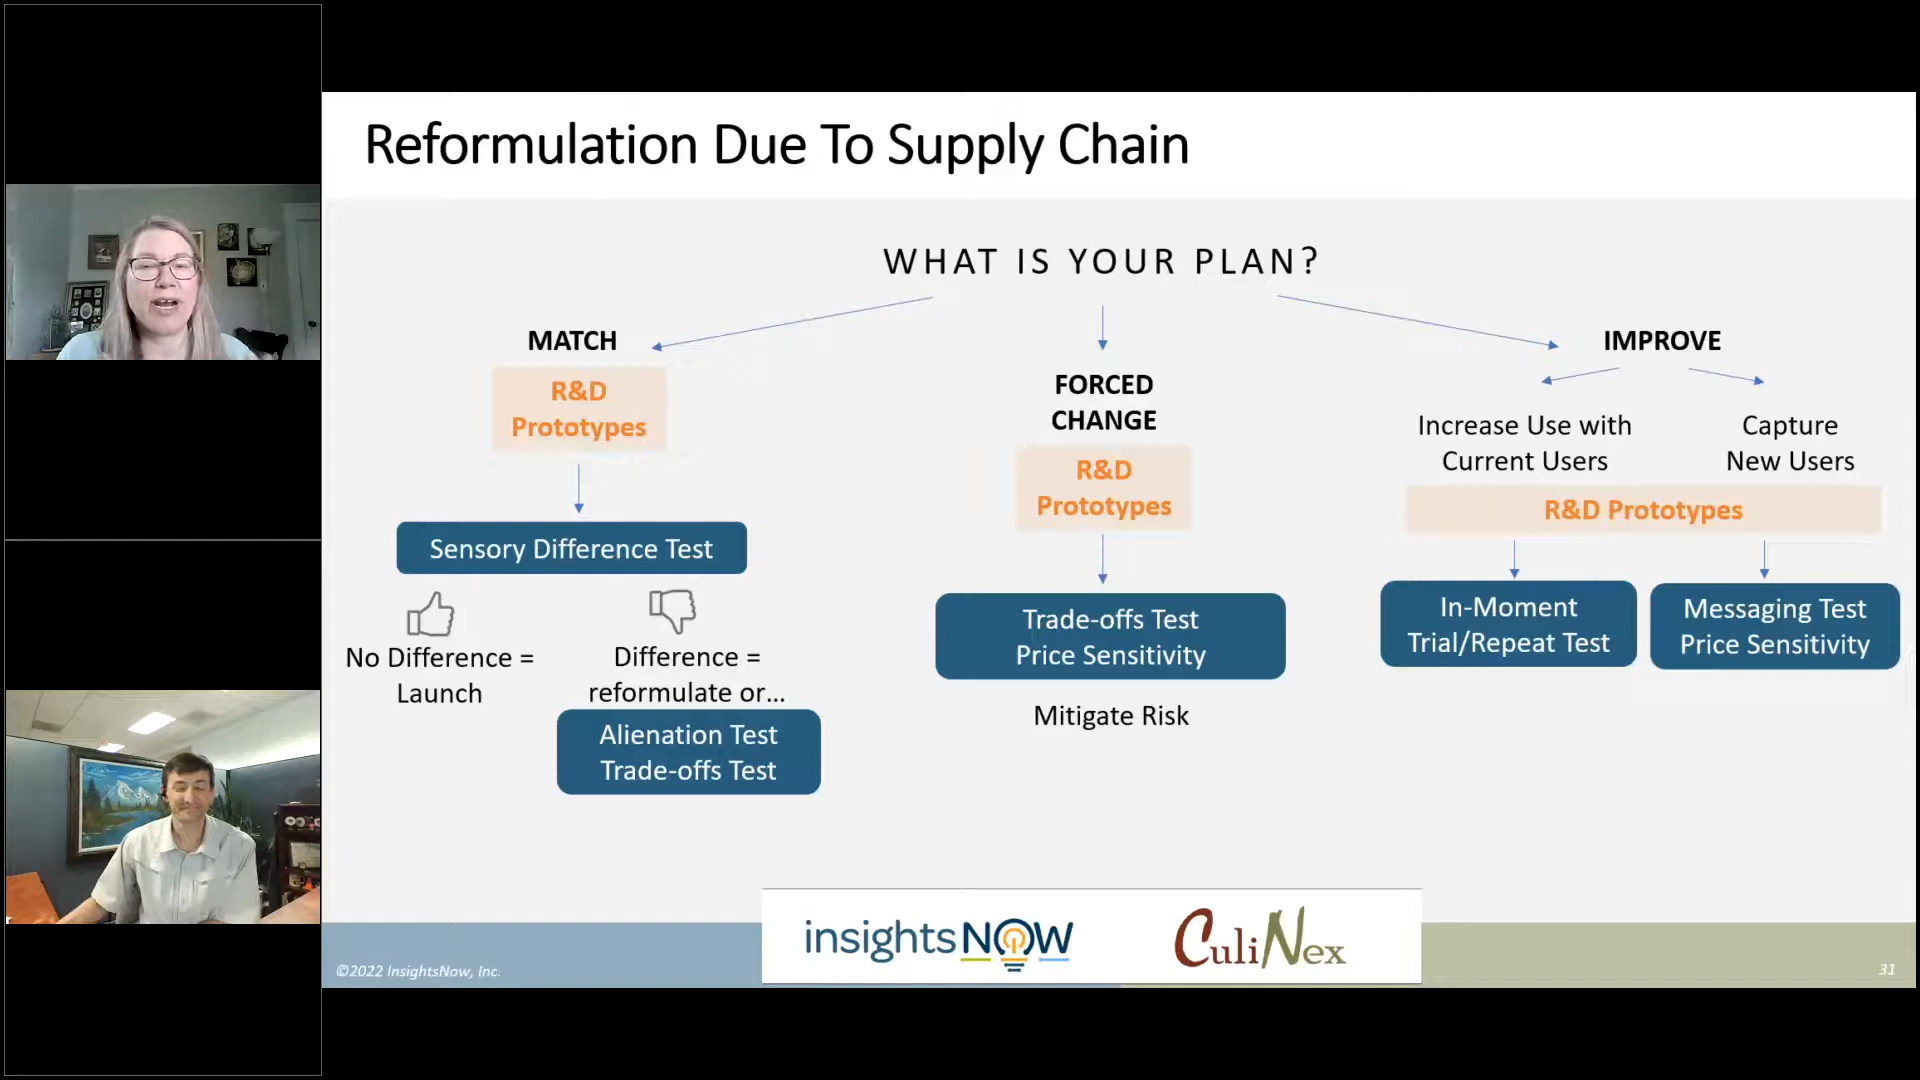 Reformulation Due To Supply Chain
WHAT IS YOUR PLAN?
MATCH
R&D
Prototypes
Sensory Difference Test
No Difference =
Launch
Difference =
reformulate or...
Alienation Test
Trade-offs Test
FORCED
CHANGE
R&D
Prototypes
Trade-offs Test
Price Sensitivity
Mitigate Risk
IMPROVE
Increase Use with
Current Users
Capture
New Users
R&D Prototypes
In-Moment
Trial/Repeat Test
Messaging Test
Price Sensitivity
insightsNOW
CuliNex
©2022 InsightsNow, Inc.
31